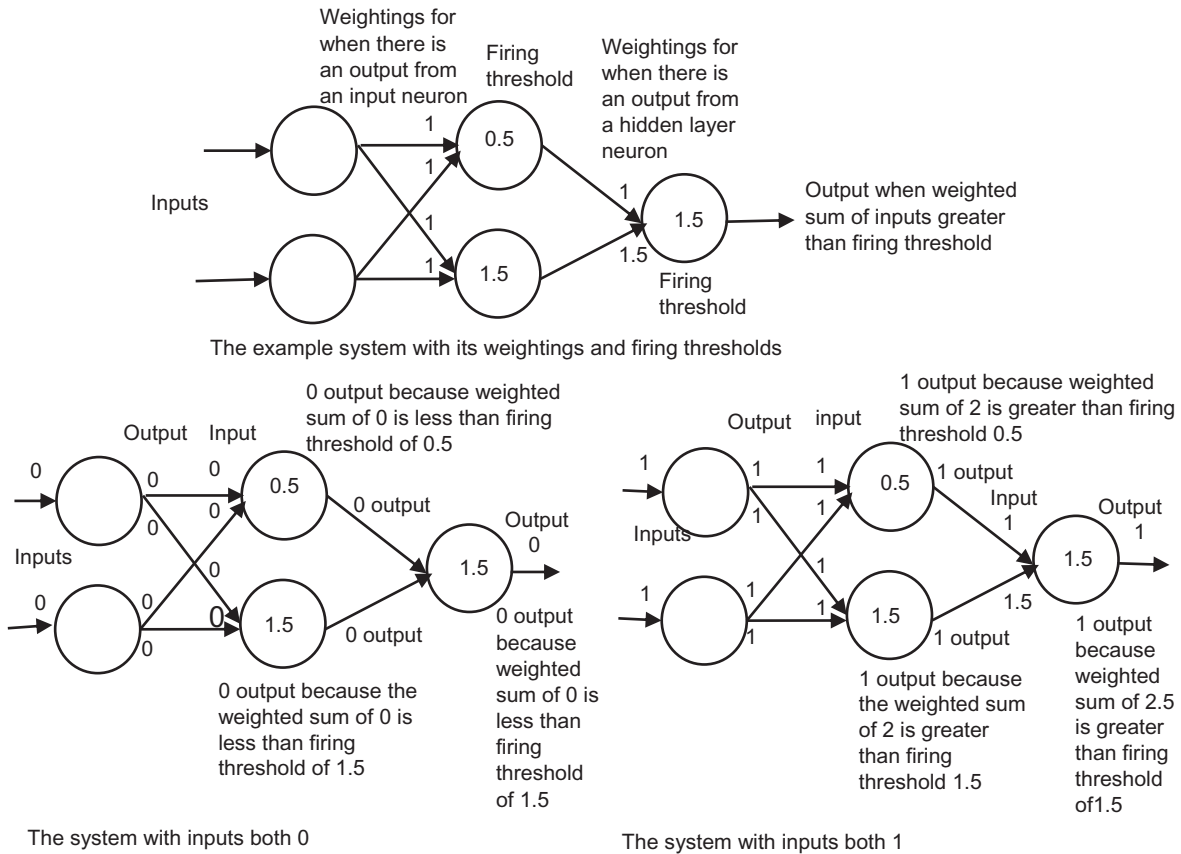 Weightings for
when there is
an output from
an input neuron
Firing
threshold
Weightings for
when there is
an output from
a hidden layer
neuron
1
1
1
1
0.5
1.5
1
1.5
1.5
Firing
threshold
Inputs
Output when weighted
sum of inputs greater
than firing threshold
The example system with its weightings and firing thresholds
0 output because weighted
sum of 0 is less than firing
threshold of 0.5
Output
Input
0
0
0
0
0
0.5
0 output
Output
0
Inputs
0
1.5
0
0
0
0
1.5
0 output
0 output
because
weighted
sum of 0 is
less than
firing
threshold
of 1.5
0 output because the
weighted sum of 0 is
less than firing
threshold of 1.5
The system with inputs both 0
1 output because weighted
sum of 2 is greater than firing
threshold 0.5
Output
input
1
1
1
1
1
0.5
1 output
Input
1
Output
1
Inputs
1
1.5
1
1
1
1
1.5
1.5
1 output
1 output because
the weighted sum
of 2 is greater
than firing
threshold 1.5
1 output
because
weighted
sum of 2.5
is greater
than firing
threshold
of1.5
The system with inputs both 1